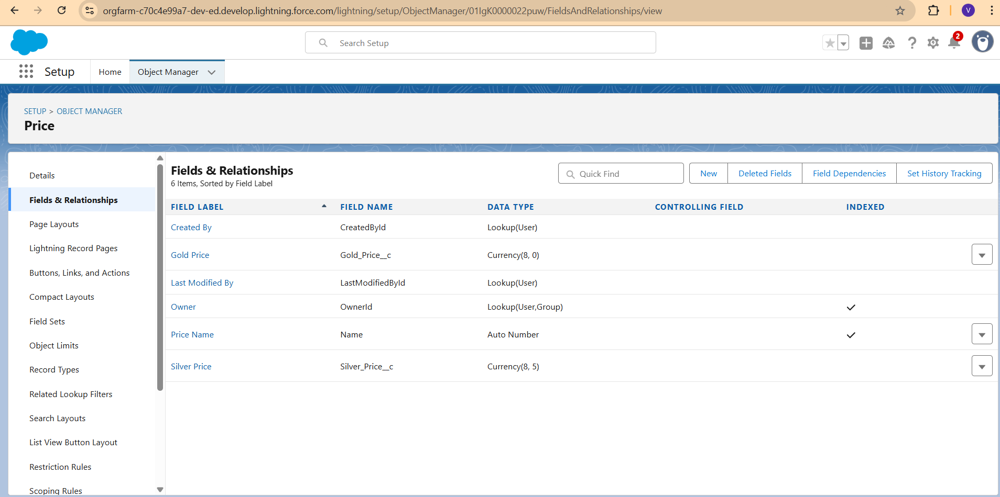 orgfarm-c70c4e99a7-dev-ed.develop.lightning.force.com/lightning/setup/ObjectManager/01IgK0000022puw/FieldsAndRelationships/view
V
Search Setup
2
Setup
Home
Object Manager
SETUP > OBJECT MANAGER
Price
Details
Fields & Relationships
Page Layouts
Lightning Record Pages
Buttons, Links, and Actions
Compact Layouts
Field Sets
Object Limits
Record Types
Related Lookup Filters
Search Layouts
List View Button Layout
Restriction Rules
Scoping Rules
Fields & Relationships
6 Items, Sorted by Field Label
Quick Find
New
Deleted Fields
Field Dependencies
Set History Tracking
FIELD LABEL FIELD NAME DATA TYPE CONTROLLING FIELD INDEXED
Created By CreatedById Lookup(User)
Gold Price Gold_Price__c Currency(8, 0)
Last Modified By LastModifiedById Lookup(User)
Owner OwnerId Lookup(User,Group)
Price Name Name Auto Number
Silver Price Silver_Price__c Currency(8, 5)